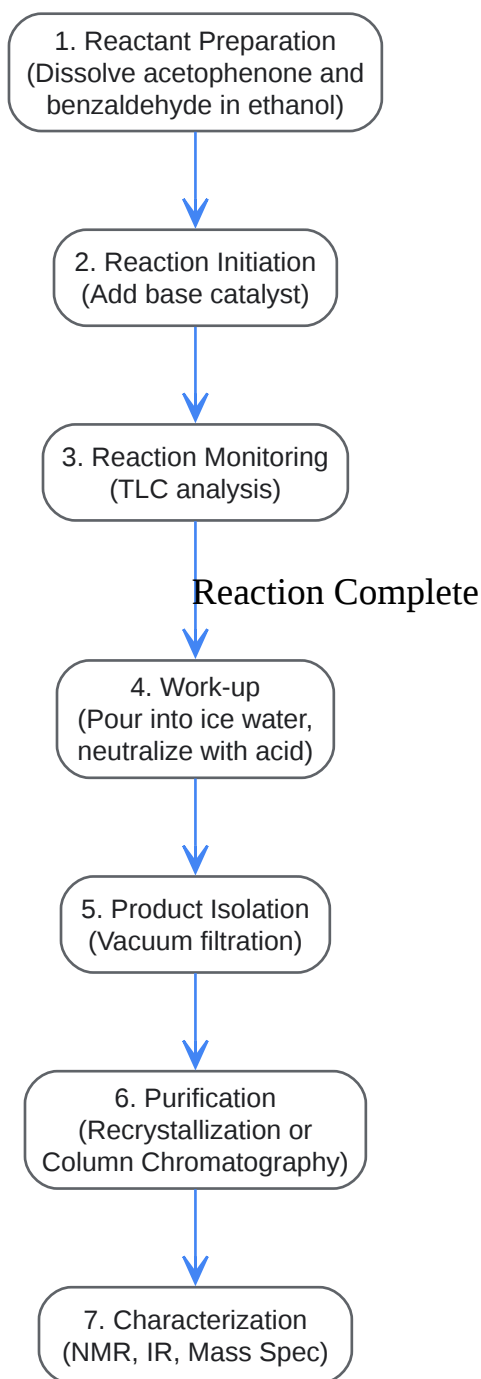 1. Reactant Preparation
(Dissolve acetophenone and
benzaldehyde in ethanol)
2. Reaction Initiation
(Add base catalyst)
3. Reaction Monitoring
(TLC analysis)
Reaction Complete
4. Work-up
(Pour into ice water,
neutralize with acid)
5. Product Isolation
(Vacuum filtration)
6. Purification
(Recrystallization or
Column Chromatography)
7. Characterization
(NMR, IR, Mass Spec)